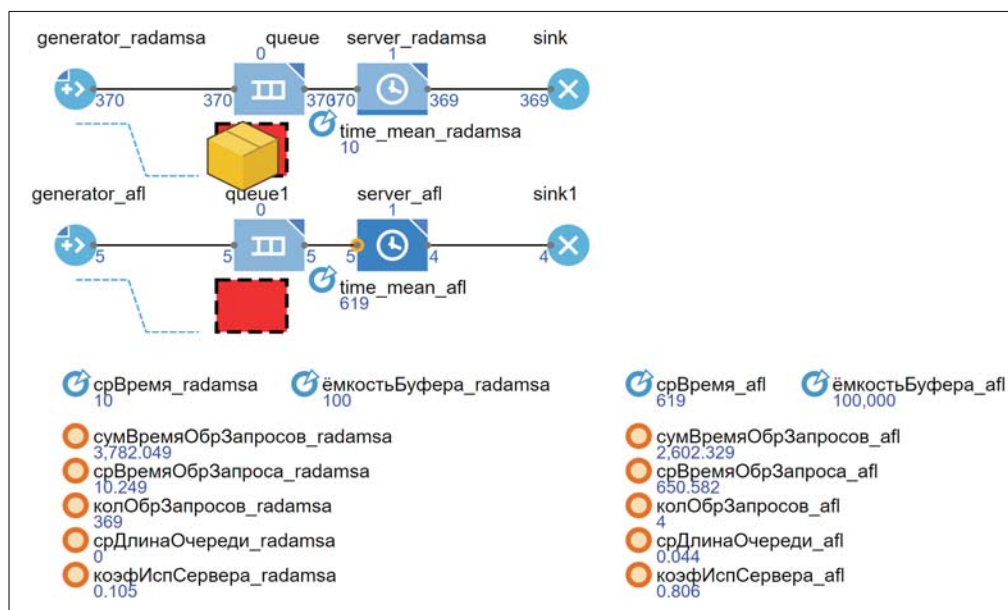 generator_radamsa queue server_radamsa sink
0 1
370 370 370 370 369 369
time_mean_radamsa
10
generator_afl queue1 server_afl sink1
0 1
5 5 5 5 4 4
time_mean_afl
619
срВремя_radamsa ёмкостьБуфера_radamsa срВремя_afl ёмкостьБуфера_afl
10 100 619 100,000
сумВремяОбрЗапросов_radamsa сумВремяОбрЗапросов_afl
3,782.049 2,602.329
срВремяОбрЗапроса_radamsa срВремяОбрЗапроса_afl
10.249 650.582
колОбрЗапросов_radamsa колОбрЗапросов_afl
369 4
срДлинаОчереди_radamsa срДлинаОчереди_afl
0 0.044
коэфИспСервера_radamsa коэфИспСервера_afl
0.105 0.806